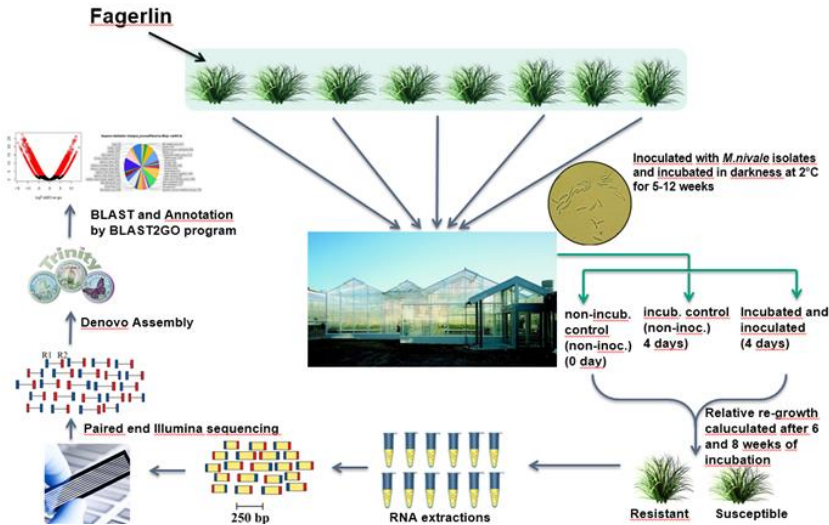 Fagerlin
Inoculated with M.nivale isolates
and incubated in darkness at 2°C
for 5-12 weeks
BLAST and Annotation
by BLAST2GO program
Trinity
Denovo Assembly
non-incub.
control
(non-inoc.)
(0 day)
incub. control
(non-inoc.)
4 days)
Incubated and
inoculated
(4 days)
R1 R2
Paired end Illumina sequencing
Relative re-growth
caluculated after 6
and 8 weeks of
incubation
250 bp
RNA extractions
Resistant
Susceptible